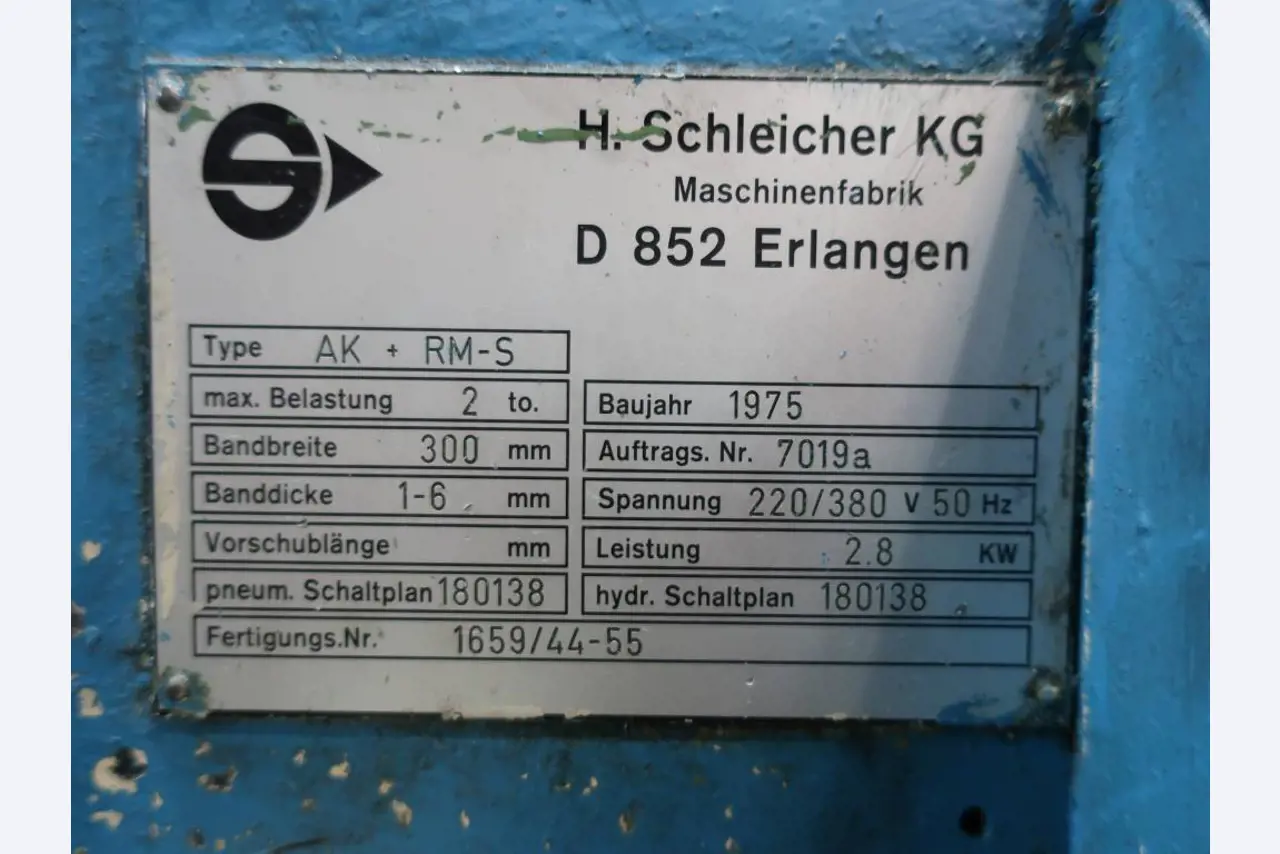 H. Schleicher KG
Maschinenfabrik
D 852 Erlangen
Type AK + RM-S
max. Belastung 2 to.
Baujahr 1975
Bandbreite 300 mm
Auftrags. Nr. 7019a
Banddicke 1-6 mm
Spannung 220/380 V 50 Hz
Vorschublänge mm
Leistung 2.8 KW
pneum. Schaltplan 180138
hydr. Schaltplan 180138
Fertigungs.Nr. 1659/44-55